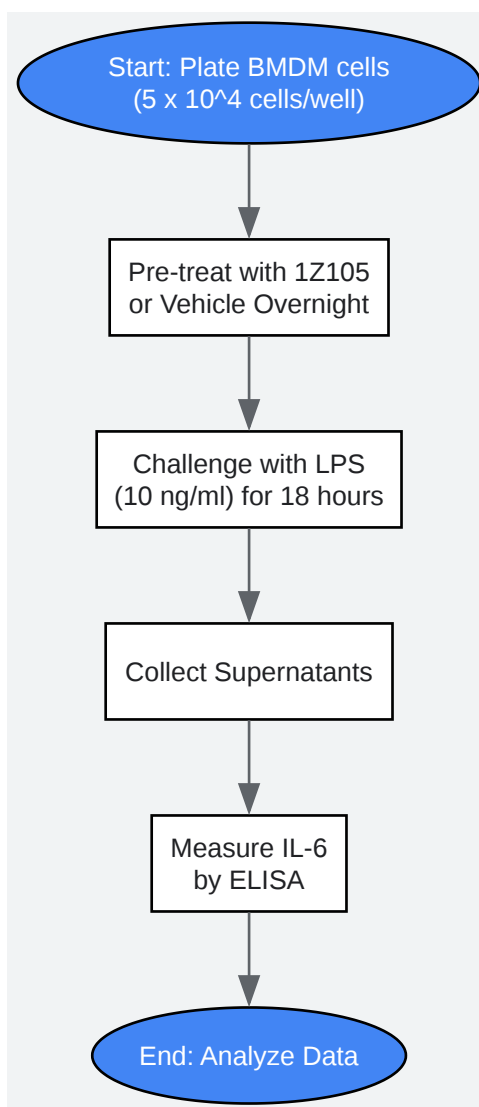 Start: Plate BMDM cells
(5 x 10^4 cells/well)
Pre-treat with 1Z105
or Vehicle Overnight
Challenge with LPS
(10 ng/ml) for 18 hours
Collect Supernatants
Measure IL-6
by ELISA
End: Analyze Data